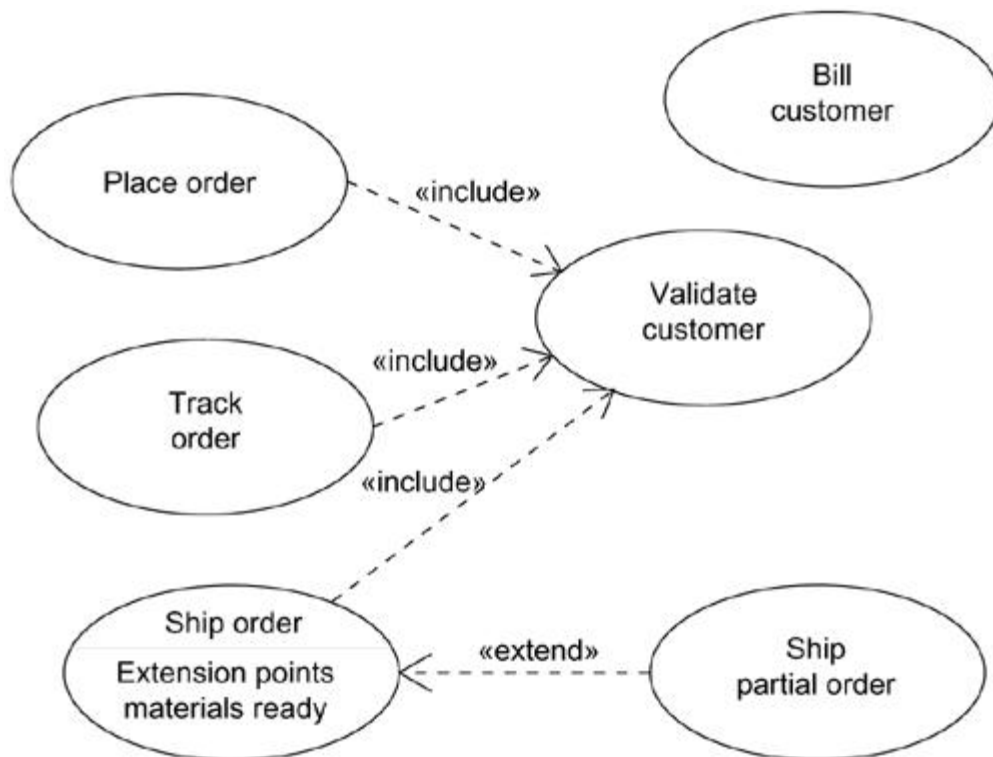 Bill
customer
Place order
«include»
Validate
customer
«include»
Track
order
«include»
Ship order
Extension points
materials ready
«extend»
Ship
partial order